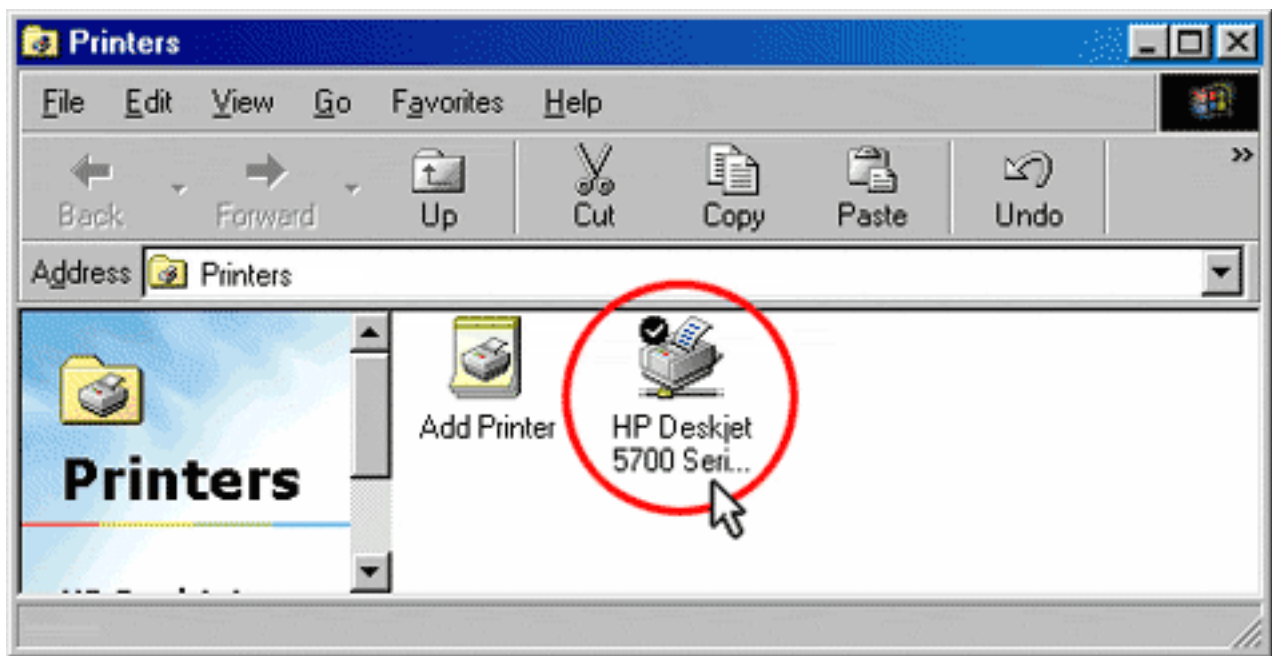 Printers
File Edit View Go Favorites Help
Back Forward Up Cut Copy Paste Undo »
Address Printers
Add Printer
HP Deskjet
5700 Seri...
Printers